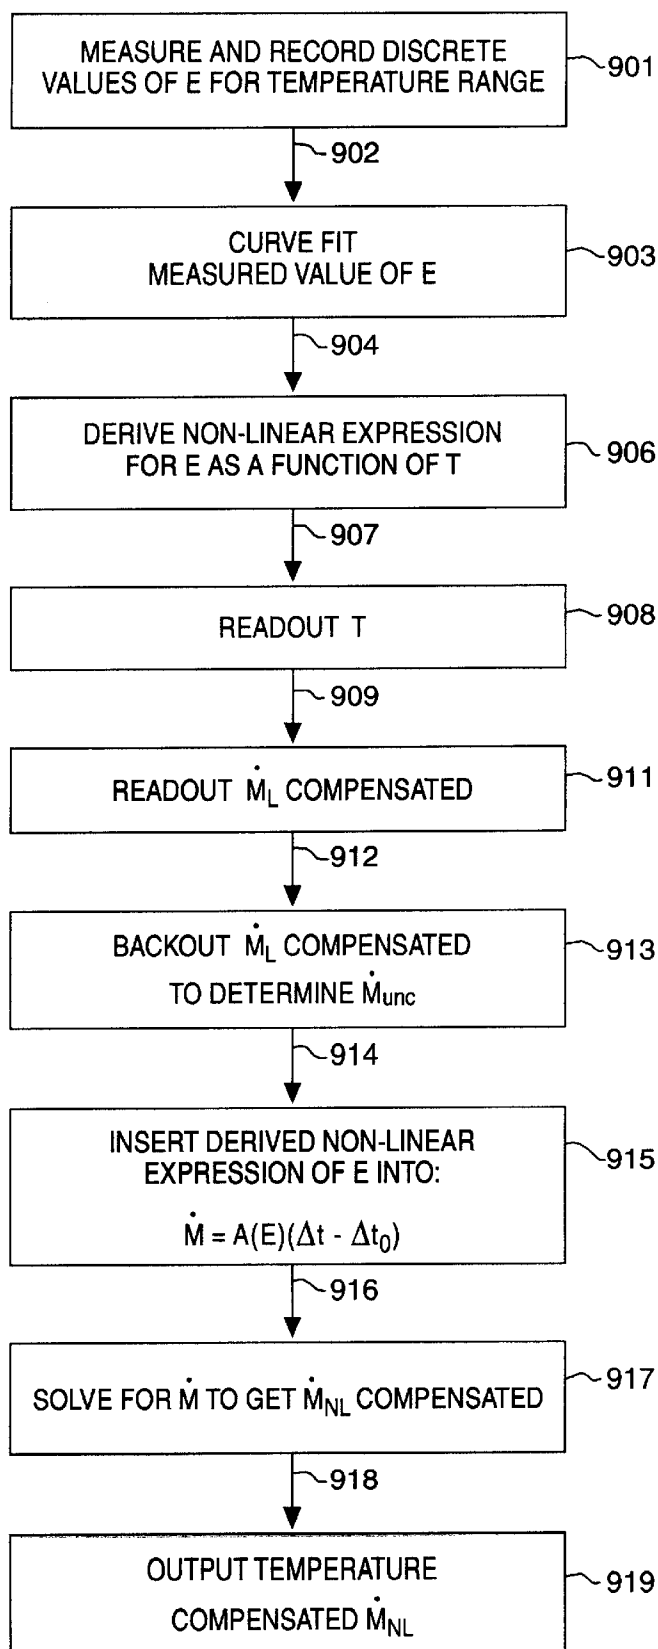 MEASURE AND RECORD DISCRETE
VALUES OF E FOR TEMPERATURE RANGE
901
902
CURVE FIT
MEASURED VALUE OF E
903
904
DERIVE NON-LINEAR EXPRESSION
FOR E AS A FUNCTION OF T
906
907
READOUT T
908
909
READOUT Ṁ_L COMPENSATED
911
912
BACKOUT Ṁ_L COMPENSATED
TO DETERMINE Ṁ_unc
913
914
INSERT DERIVED NON-LINEAR
EXPRESSION OF E INTO:
Ṁ = A(E)(Δt - Δt₀)
915
916
SOLVE FOR Ṁ TO GET Ṁ_NL COMPENSATED
917
918
OUTPUT TEMPERATURE
COMPENSATED Ṁ_NL
919